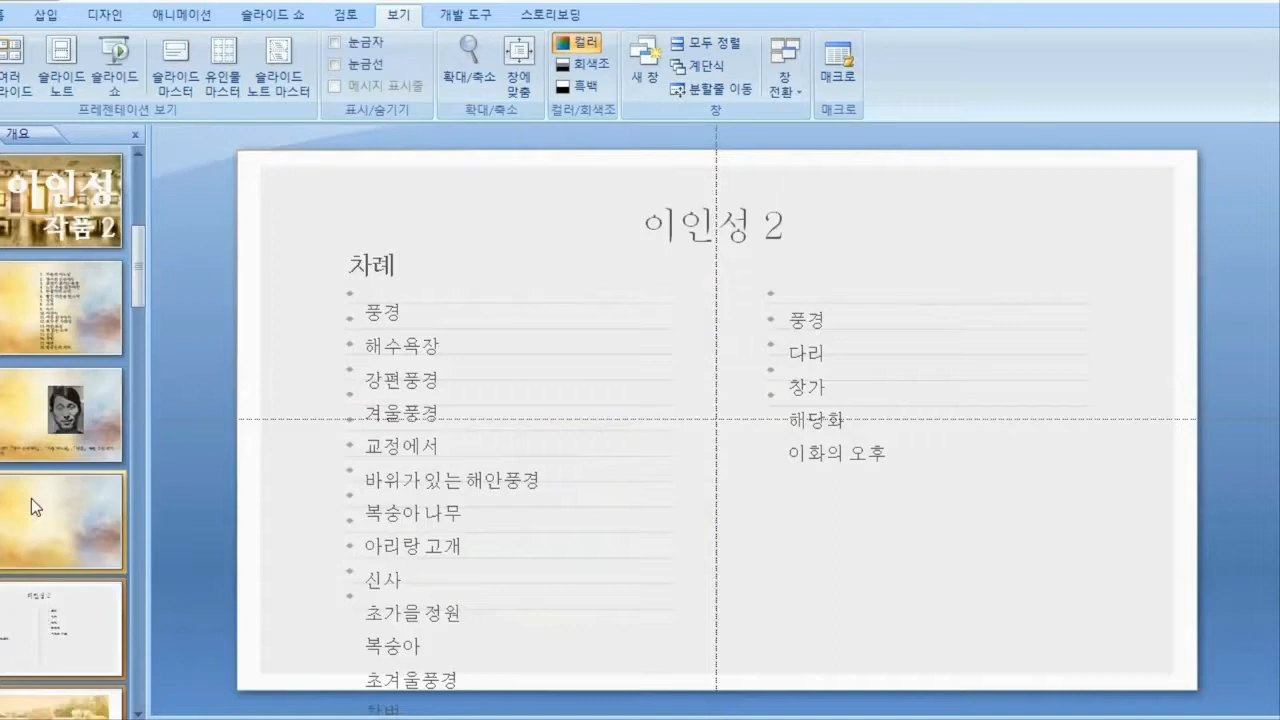 삽입 디자인 애니메이션 슬라이드 쇼 검토 보기 개발 도구 스토리보딩
여러 슬라이드 슬라이드 슬라이드 유인물 슬라이드
라이드 노트 쇼 마스터 마스터 노트 마스터
프레젠테이션 보기
눈금자
눈금선
메시지 표시줄
표시/숨기기
확대/축소 창에
맞춤
확대/축소
컬러
회색조
흑백
컬러/회색조
새 창
모두 정렬
계단식
분할줄 이동
창
전환
창
매크로
매크로
개요
이인성
작품 2
이인성 2
이인성 2
차례
풍경
해수욕장
강편풍경
겨울풍경
교정에서
바위가 있는 해안풍경
복숭아 나무
아리랑 고개
신사
초가을 정원
복숭아
초겨울풍경
풍경
다리
창가
해당화
이화의 오후